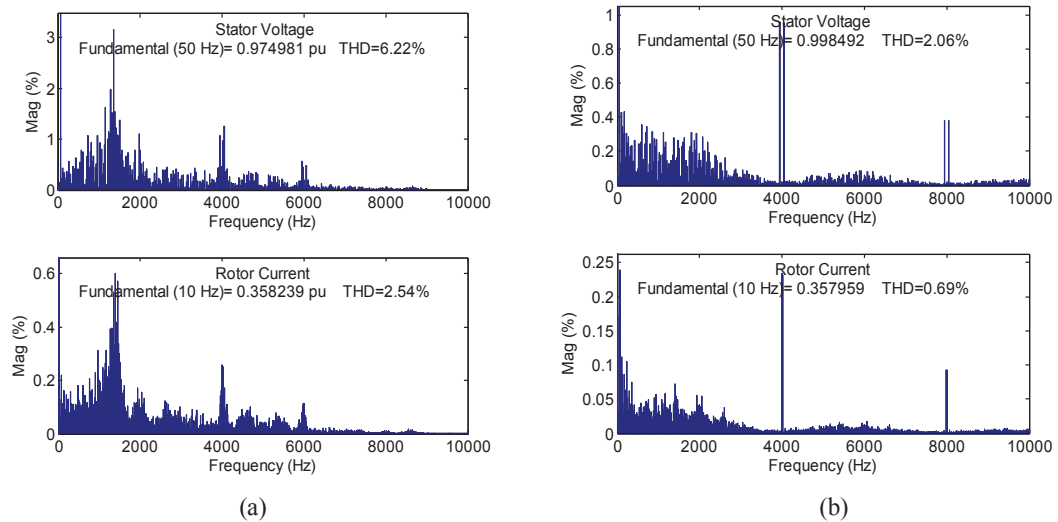 Stator Voltage
Fundamental (50 Hz)= 0.974981 pu THD=6.22%
Mag (%)
3
2
1
0
0 2000 4000 6000 8000 10000
Frequency (Hz)
Rotor Current
Fundamental (10 Hz)= 0.358239 pu THD=2.54%
Mag (%)
0.6
0.4
0.2
0
0 2000 4000 6000 8000 10000
Frequency (Hz)
(a)
Stator Voltage
Fundamental (50 Hz)= 0.998492 THD=2.06%
Mag (%)
1
0.8
0.6
0.4
0.2
0
0 2000 4000 6000 8000 10000
Frequency (Hz)
Rotor Current
Fundamental (10 Hz)= 0.357959 THD=0.69%
Mag (%)
0.25
0.2
0.15
0.1
0.05
0
0 2000 4000 6000 8000 10000
Frequency (Hz)
(b)